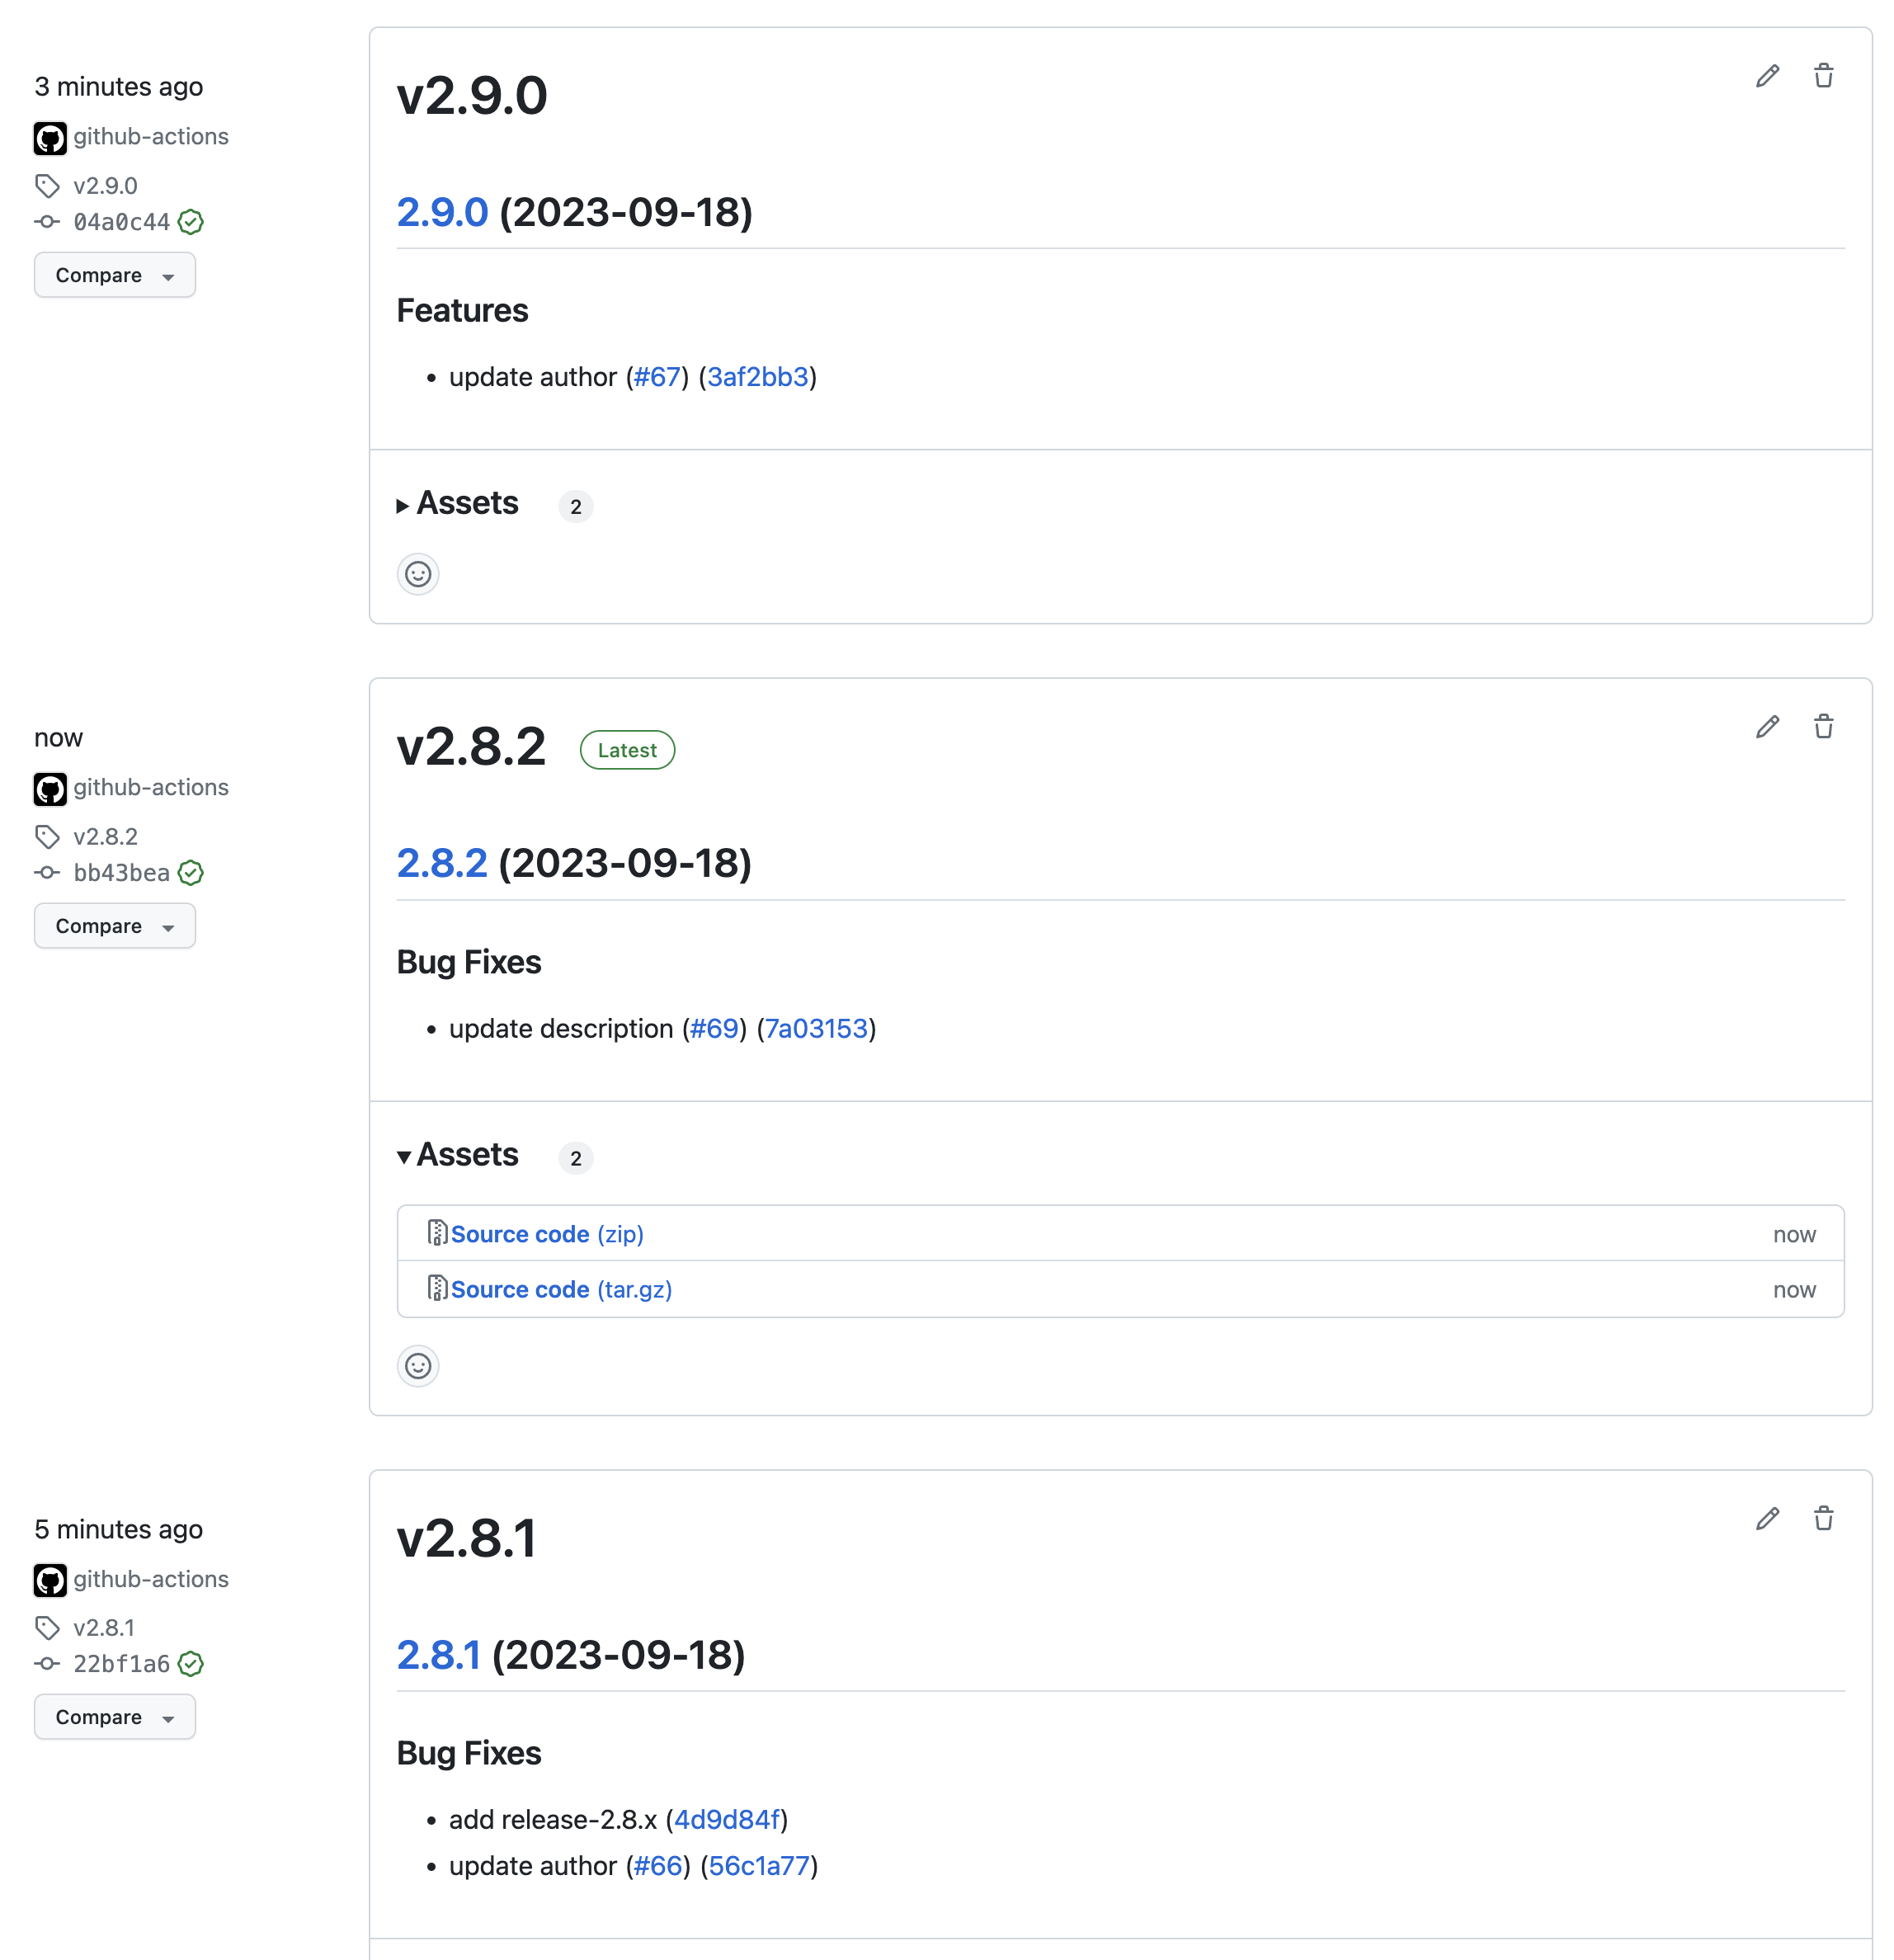 3 minutes ago
github-actions
v2.9.0
04a0c44
Compare
v2.9.0
2.9.0 (2023-09-18)
Features
update author (#67) (3af2bb3)
Assets 2
now
github-actions
v2.8.2
bb43bea
Compare
v2.8.2 Latest
2.8.2 (2023-09-18)
Bug Fixes
update description (#69) (7a03153)
Assets 2
Source code (zip) now
Source code (tar.gz) now
5 minutes ago
github-actions
v2.8.1
22bf1a6
Compare
v2.8.1
2.8.1 (2023-09-18)
Bug Fixes
add release-2.8.x (4d9d84f)
update author (#66) (56c1a77)